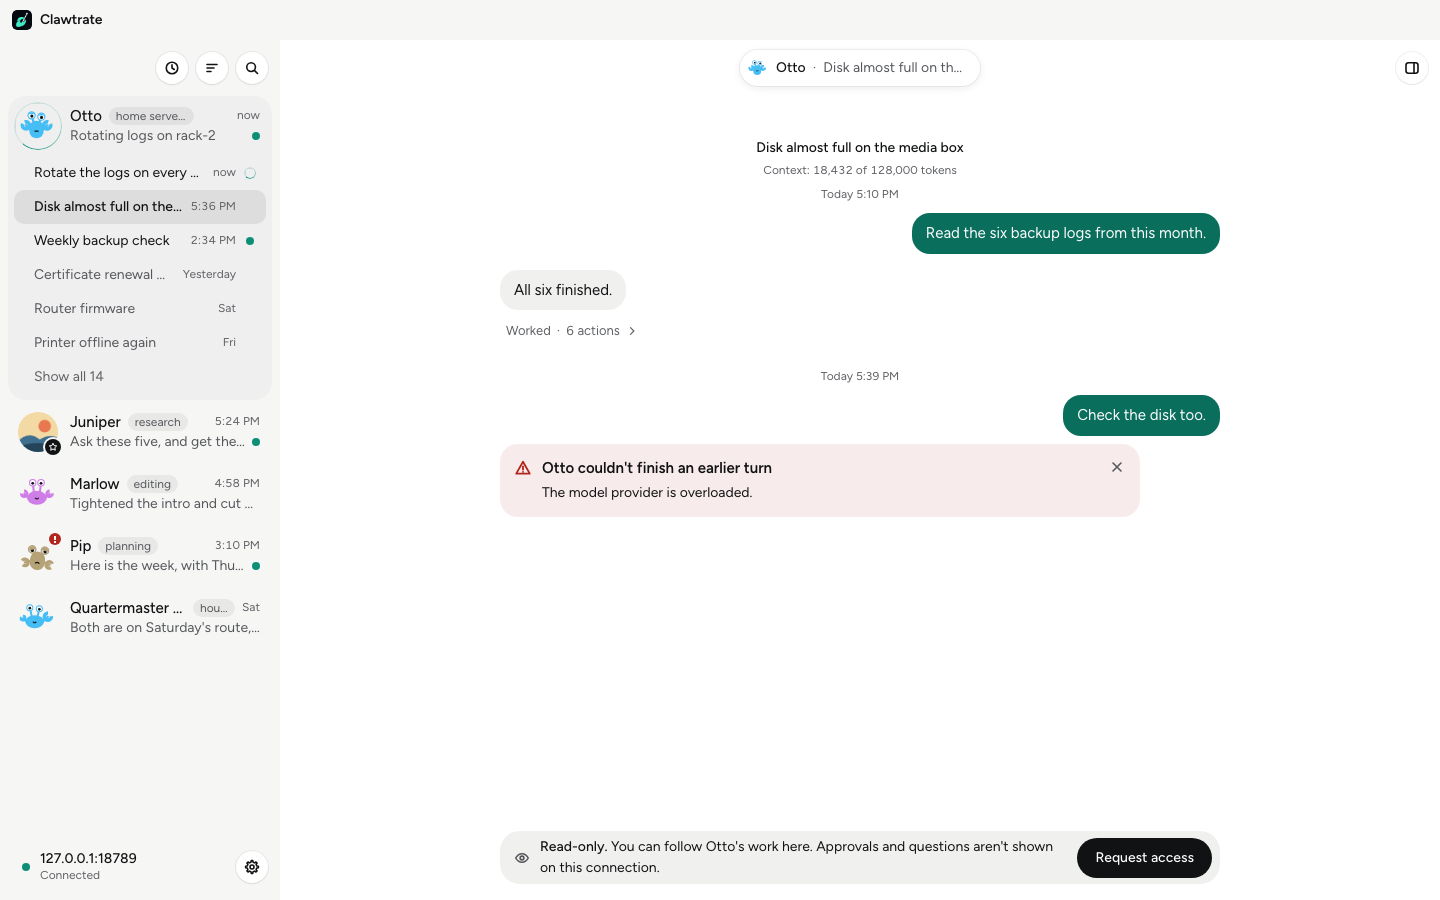 Clawtrate
Otto home serve... now
Rotating logs on rack-2
Rotate the logs on every ... now
Disk almost full on the... 5:36 PM
Weekly backup check 2:34 PM
Certificate renewal ... Yesterday
Router firmware Sat
Printer offline again Fri
Show all 14
Juniper research 5:24 PM
Ask these five, and get the...
Marlow editing 4:58 PM
Tightened the intro and cut ...
Pip planning 3:10 PM
Here is the week, with Thu...
Quartermaster ... hou... Sat
Both are on Saturday's route,...
127.0.0.1:18789
Connected
Otto · Disk almost full on th...
Disk almost full on the media box
Context: 18,432 of 128,000 tokens
Today 5:10 PM
Read the six backup logs from this month.
All six finished.
Worked · 6 actions
Today 5:39 PM
Check the disk too.
Otto couldn't finish an earlier turn
The model provider is overloaded.
Read-only. You can follow Otto's work here. Approvals and questions aren't shown
on this connection.
Request access